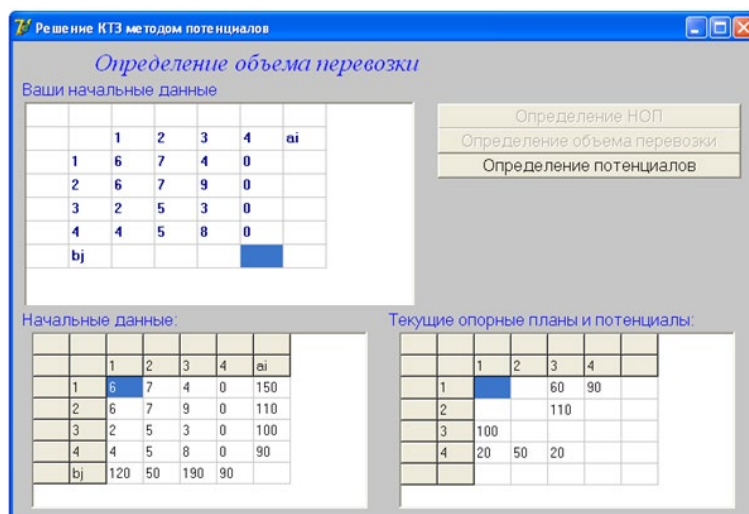 Решение КТЗ методом потенциалов
Определение объема перевозки
Ваши начальные данные
1 2 3 4 ai
1 6 7 4 0
2 6 7 9 0
3 2 5 3 0
4 4 5 8 0
bj
Определение НОП
Определение объема перевозки
Определение потенциалов
Начальные данные:
1 2 3 4 ai
1 6 7 4 0 150
2 6 7 9 0 110
3 2 5 3 0 100
4 4 5 8 0 90
bj 120 50 190 90
Текущие опорные планы и потенциалы:
1 2 3 4
1 60 90
2 110
3 100
4 20 50 20